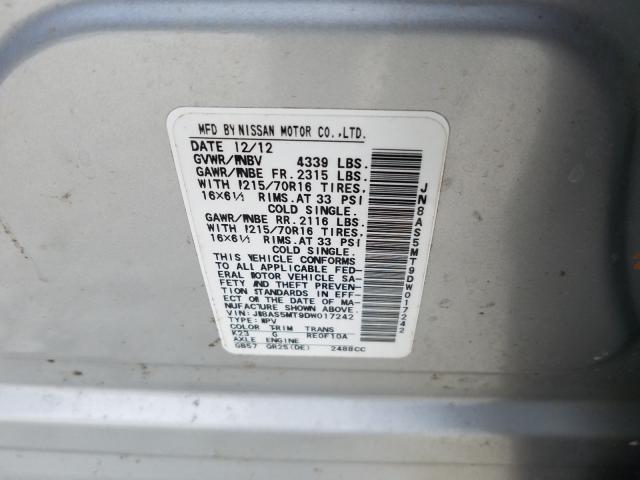 MFD BY NISSAN MOTOR CO.,LTD.
DATE 12/12
GVWR/PNBV 4339 LBS.
GAWR/PNBE FR. 2315 LBS.
WITH P215/70R16 TIRES.
16X6½ RIMS. AT 33 PSI
COLD SINGLE.
GAWR/PNBE RR. 2116 LBS.
WITH P215/70R16 TIRES.
16X6½ RIMS. AT 33 PSI
COLD SINGLE.
THIS VEHICLE CONFORMS
TO ALL APPLICABLE FED-
ERAL MOTOR VEHICLE SA-
FETY AND THEFT PREVEN-
TION STANDARDS IN EFF-
ECT ON THE DATE OF MA-
NUFACTURE SHOWN ABOVE.
VIN: JN8AS5MT9DW017242
TYPE: MPV
COLOR TRIM TRANS
K23 G RE0F10A
AXLE ENGINE
GB57 QR25(DE) 2488CC
JN8AS5MT9DW017242